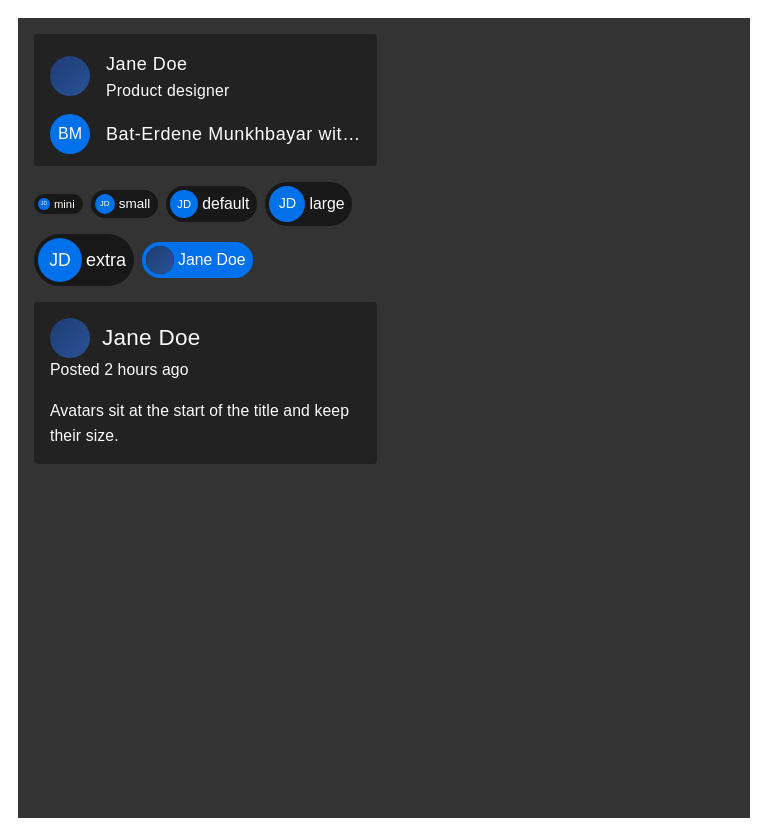 Jane Doe
Product designer
BM Bat-Erdene Munkhbayar wit…
JD mini JD small JD default JD large
JD extra Jane Doe
Jane Doe
Posted 2 hours ago
Avatars sit at the start of the title and keep
their size.